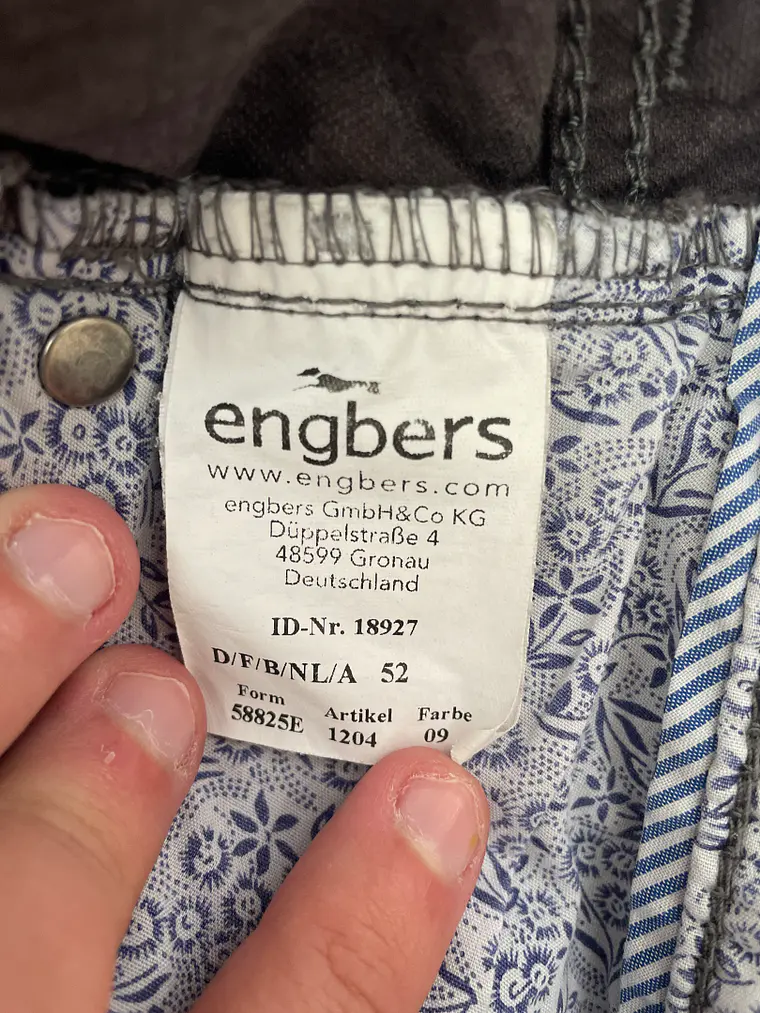 engbers
www.engbers.com
engbers GmbH&Co KG
Düppelstraße 4
48599 Gronau
Deutschland
ID-Nr. 18927
D/F/B/NL/A 52
Form Artikel Farbe
58825E 1204 09